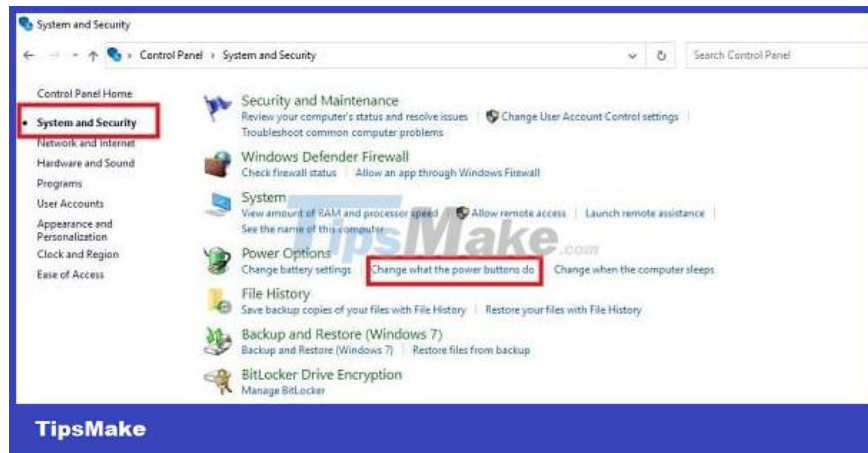 System and Security
Control Panel › System and Security
Search Control Panel
Control Panel Home
System and Security
Network and Internet
Hardware and Sound
Programs
User Accounts
Appearance and
Personalization
Clock and Region
Ease of Access
Security and Maintenance
Review your computer's status and resolve issues | Change User Account Control settings |
Troubleshoot common computer problems
Windows Defender Firewall
Check firewall status | Allow an app through Windows Firewall
System
View amount of RAM and processor speed | Allow remote access | Launch remote assistance |
See the name of this computer
TipsMake.com
Power Options
Change battery settings | Change what the power buttons do | Change when the computer sleeps
File History
Save backup copies of your files with File History | Restore your files with File History
Backup and Restore (Windows 7)
Backup and Restore (Windows 7) | Restore files from backup
BitLocker Drive Encryption
Manage BitLocker
TipsMake